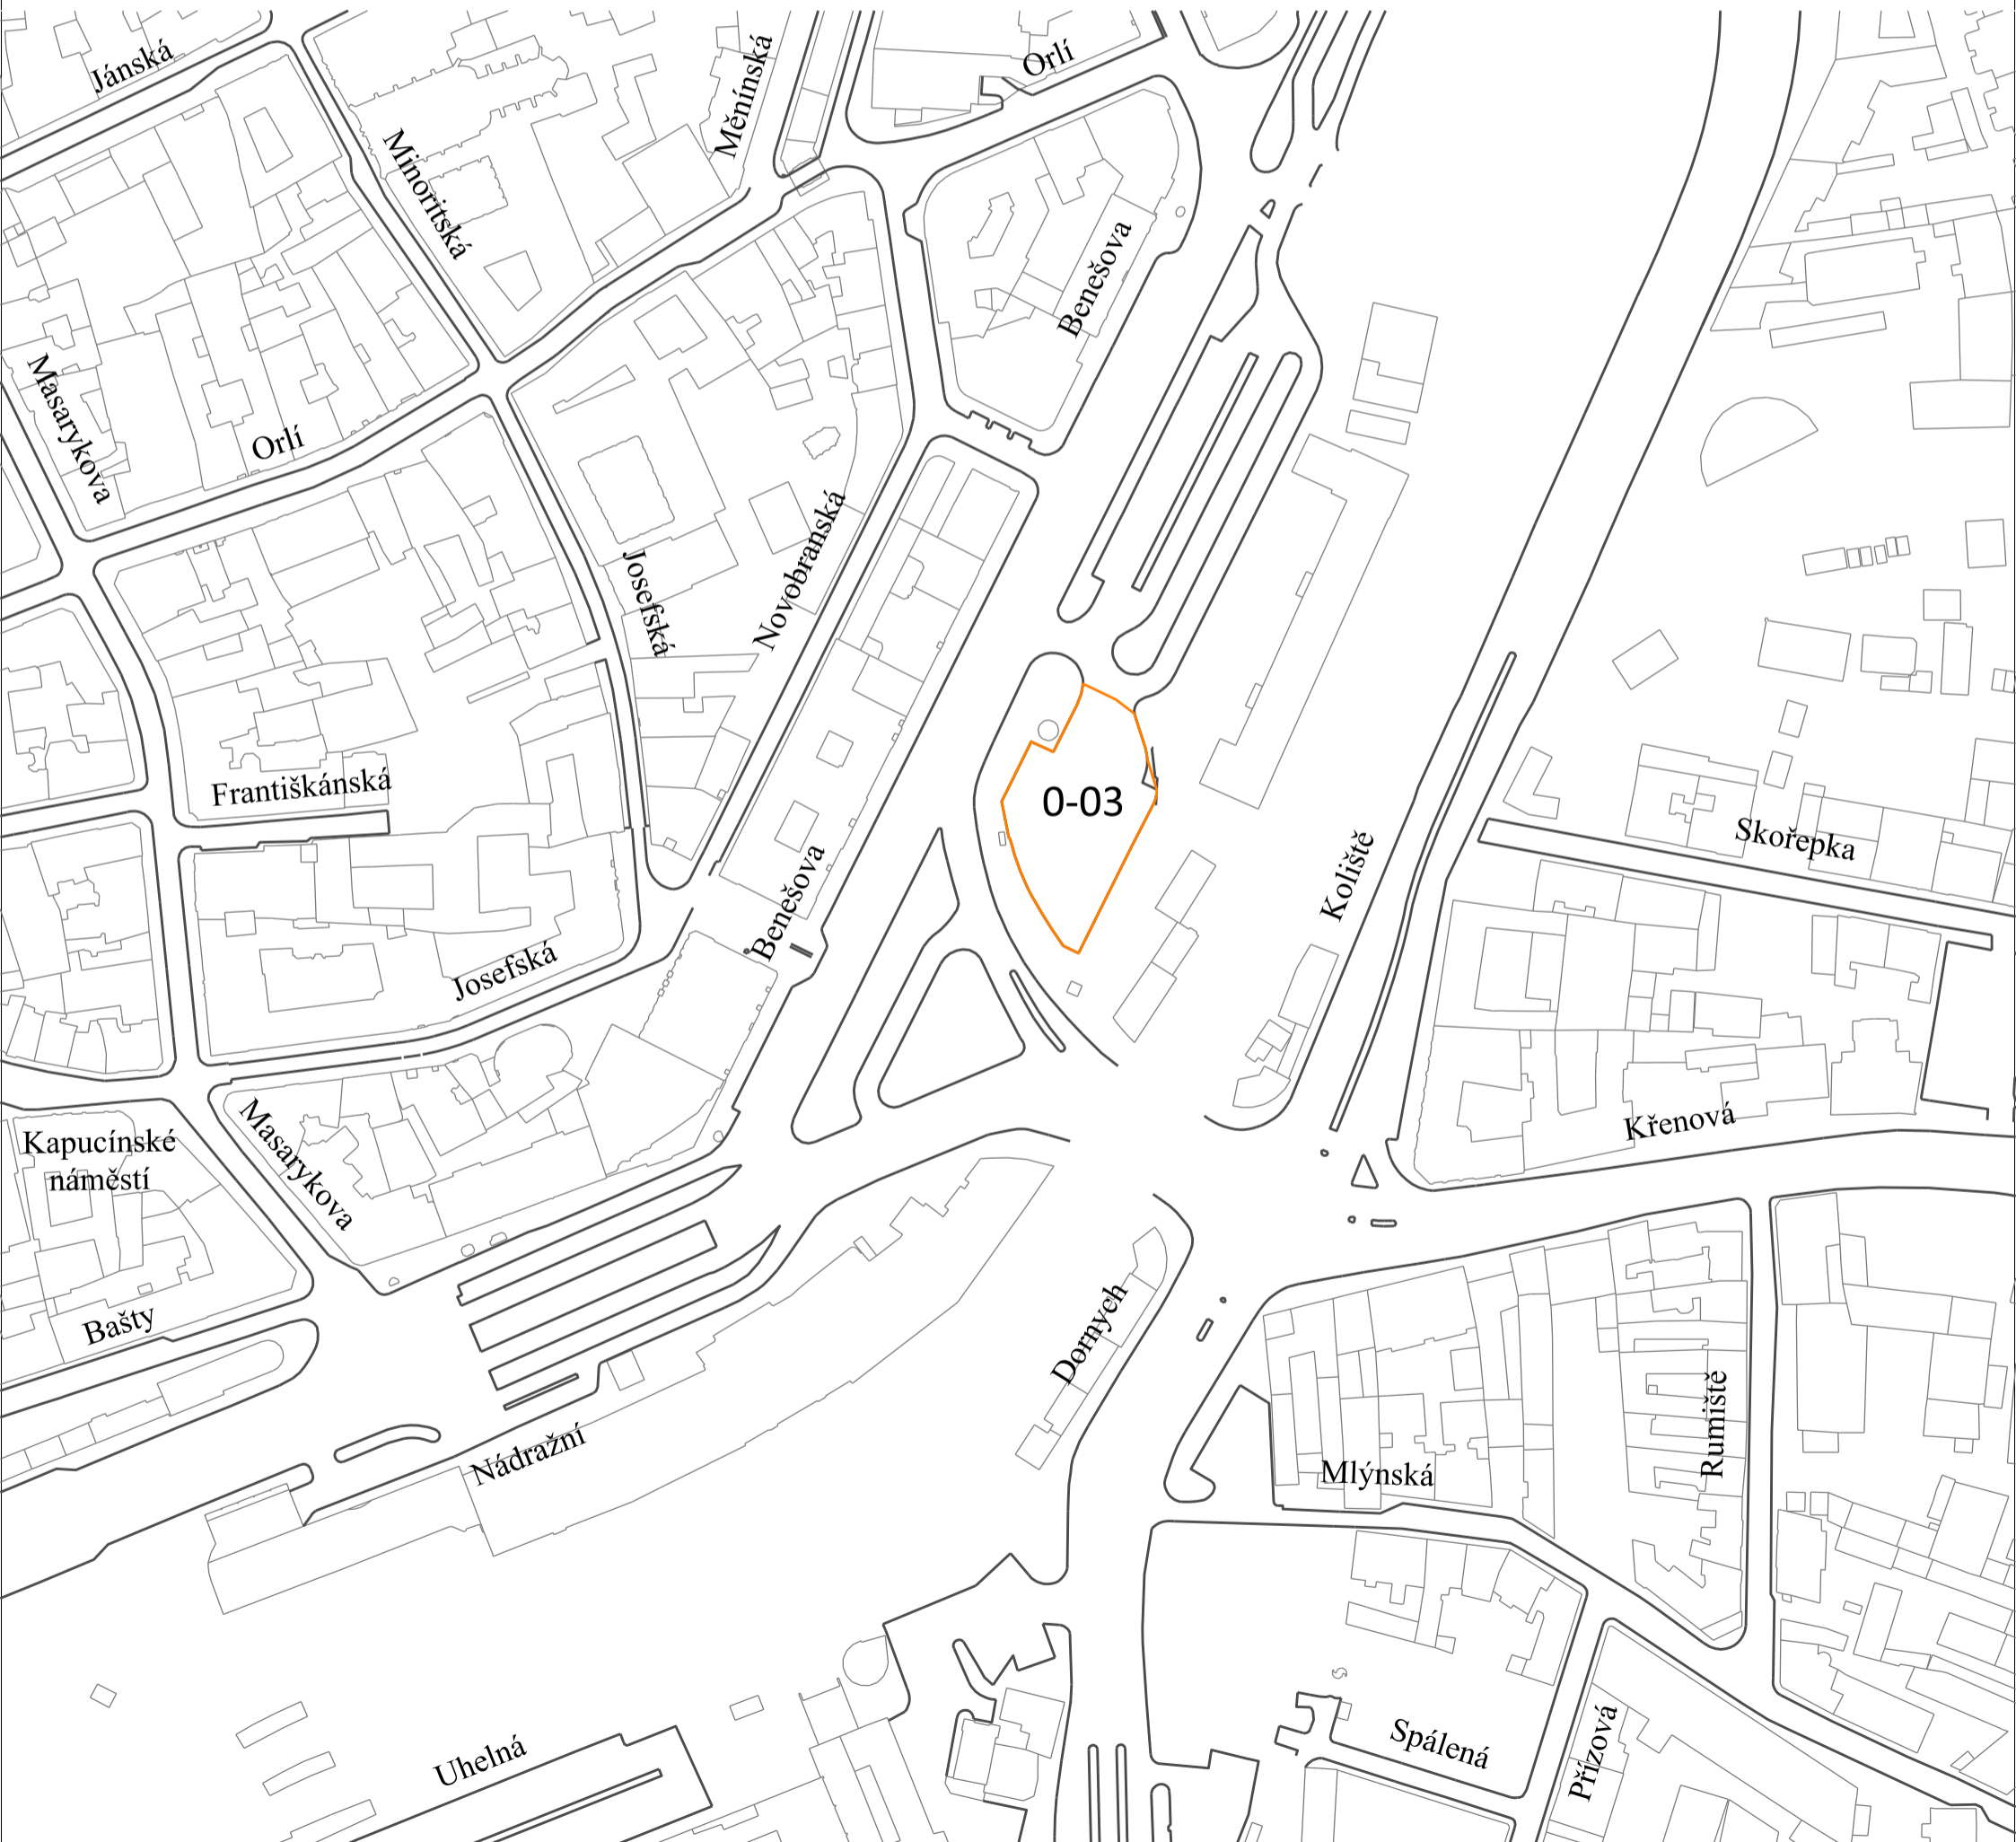 Jánská
Orlí
Měnínská
Minoritská
Benešova
Masarykova
Orlí
Novobranská
Josefská
Františkánská
0-03
Skořepka
Koliště
Benešova
Josefská
Křenová
Kapucínské
náměstí
Masarykova
Bašty
Dornych
Rumiště
Nádražní
Mlýnská
Spálená
Přízová
Uhelná